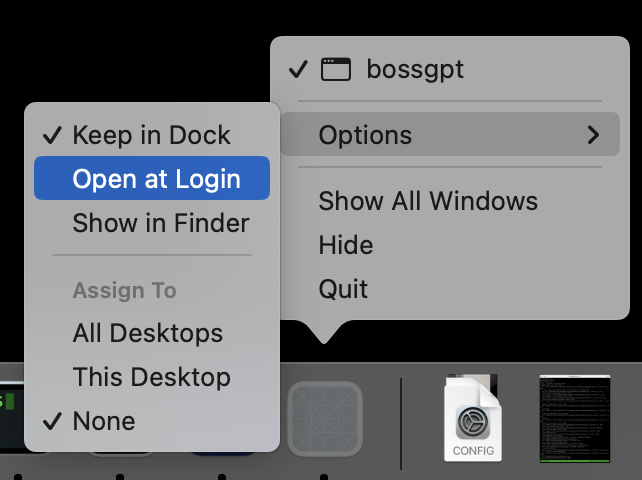 bossgpt
Options
Show All Windows
Hide
Quit
Keep in Dock
Open at Login
Show in Finder
Assign To
All Desktops
This Desktop
None
CONFIG